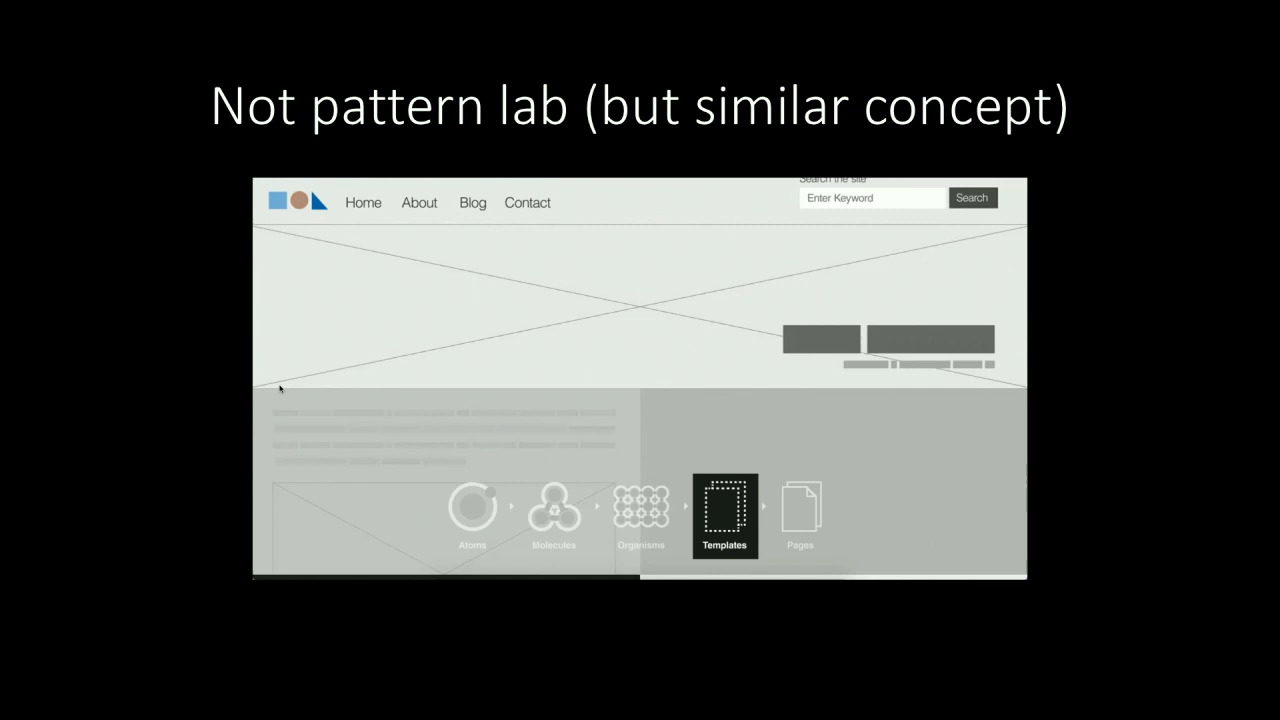 Not pattern lab (but similar concept)
Search the site
Home About Blog Contact
Enter Keyword Search
Atoms Molecules Organisms Templates Pages